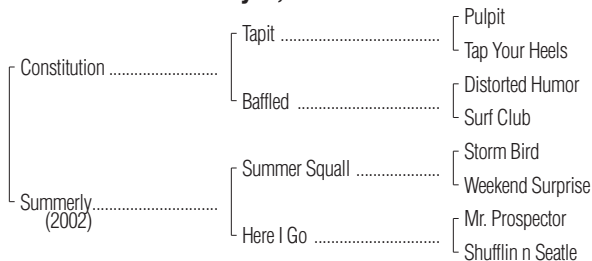 Pulpit
Tapit
Tap Your Heels
Constitution
Distorted Humor
Baffled
Surf Club
Storm Bird
Summer Squall
Weekend Surprise
Summerly
(2002)
Mr. Prospector
Here I Go
Shufflin n Seatle